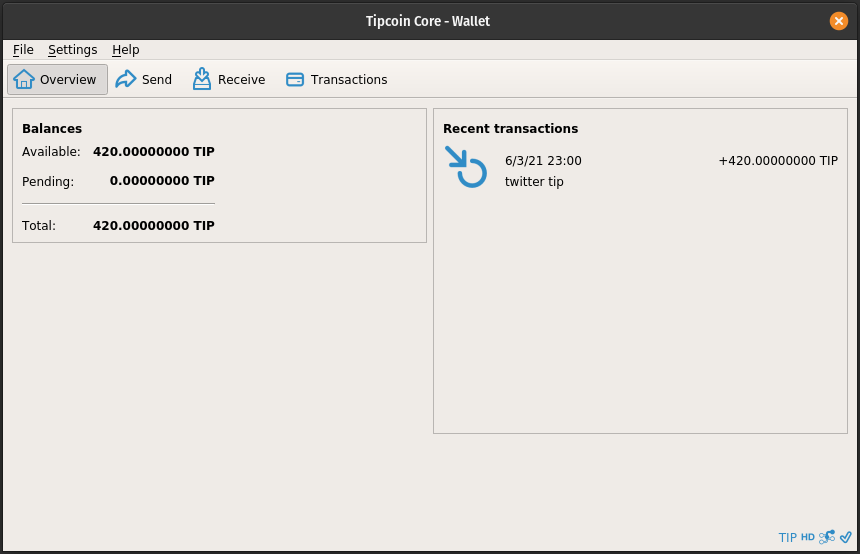 Tipcoin Core - Wallet
File Settings Help
Overview Send Receive Transactions
Balances
Available: 420.00000000 TIP
Pending: 0.00000000 TIP
Total: 420.00000000 TIP
Recent transactions
6/3/21 23:00 +420.00000000 TIP
twitter tip
TIP HD